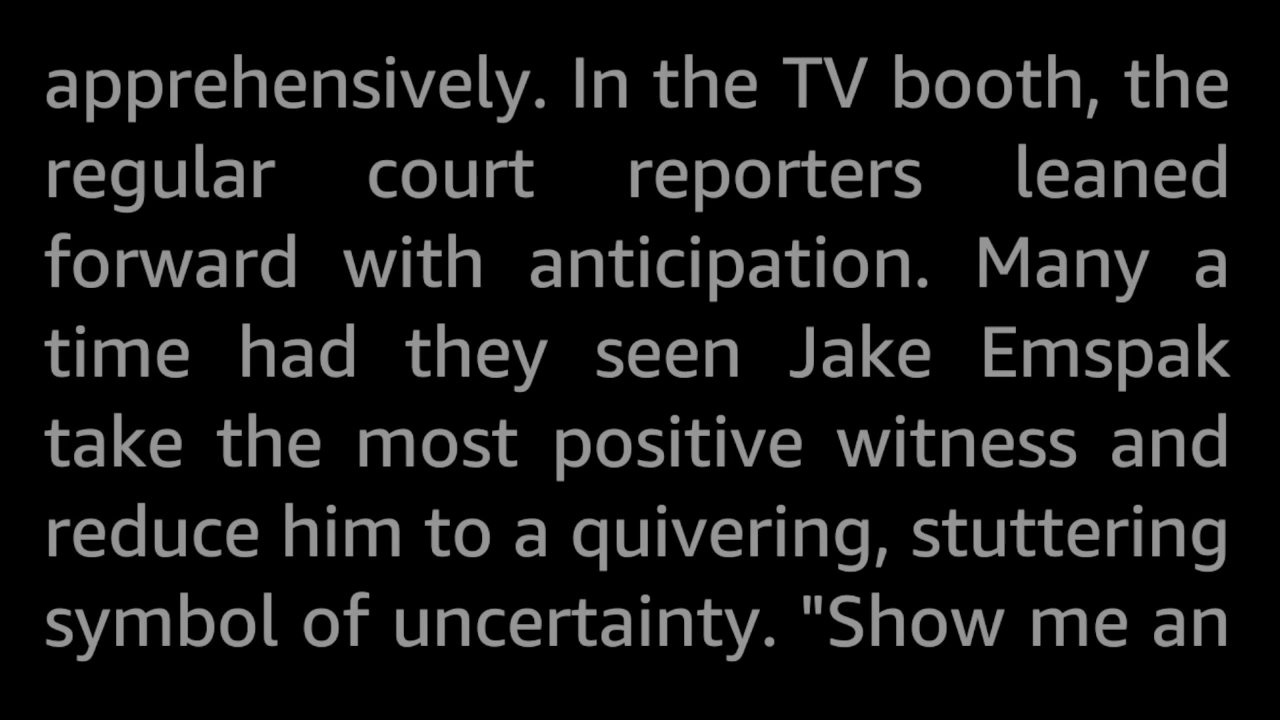 apprehensively. In the TV booth, the
regular court reporters leaned
forward with anticipation. Many a
time had they seen Jake Emspak
take the most positive witness and
reduce him to a quivering, stuttering
symbol of uncertainty. "Show me an